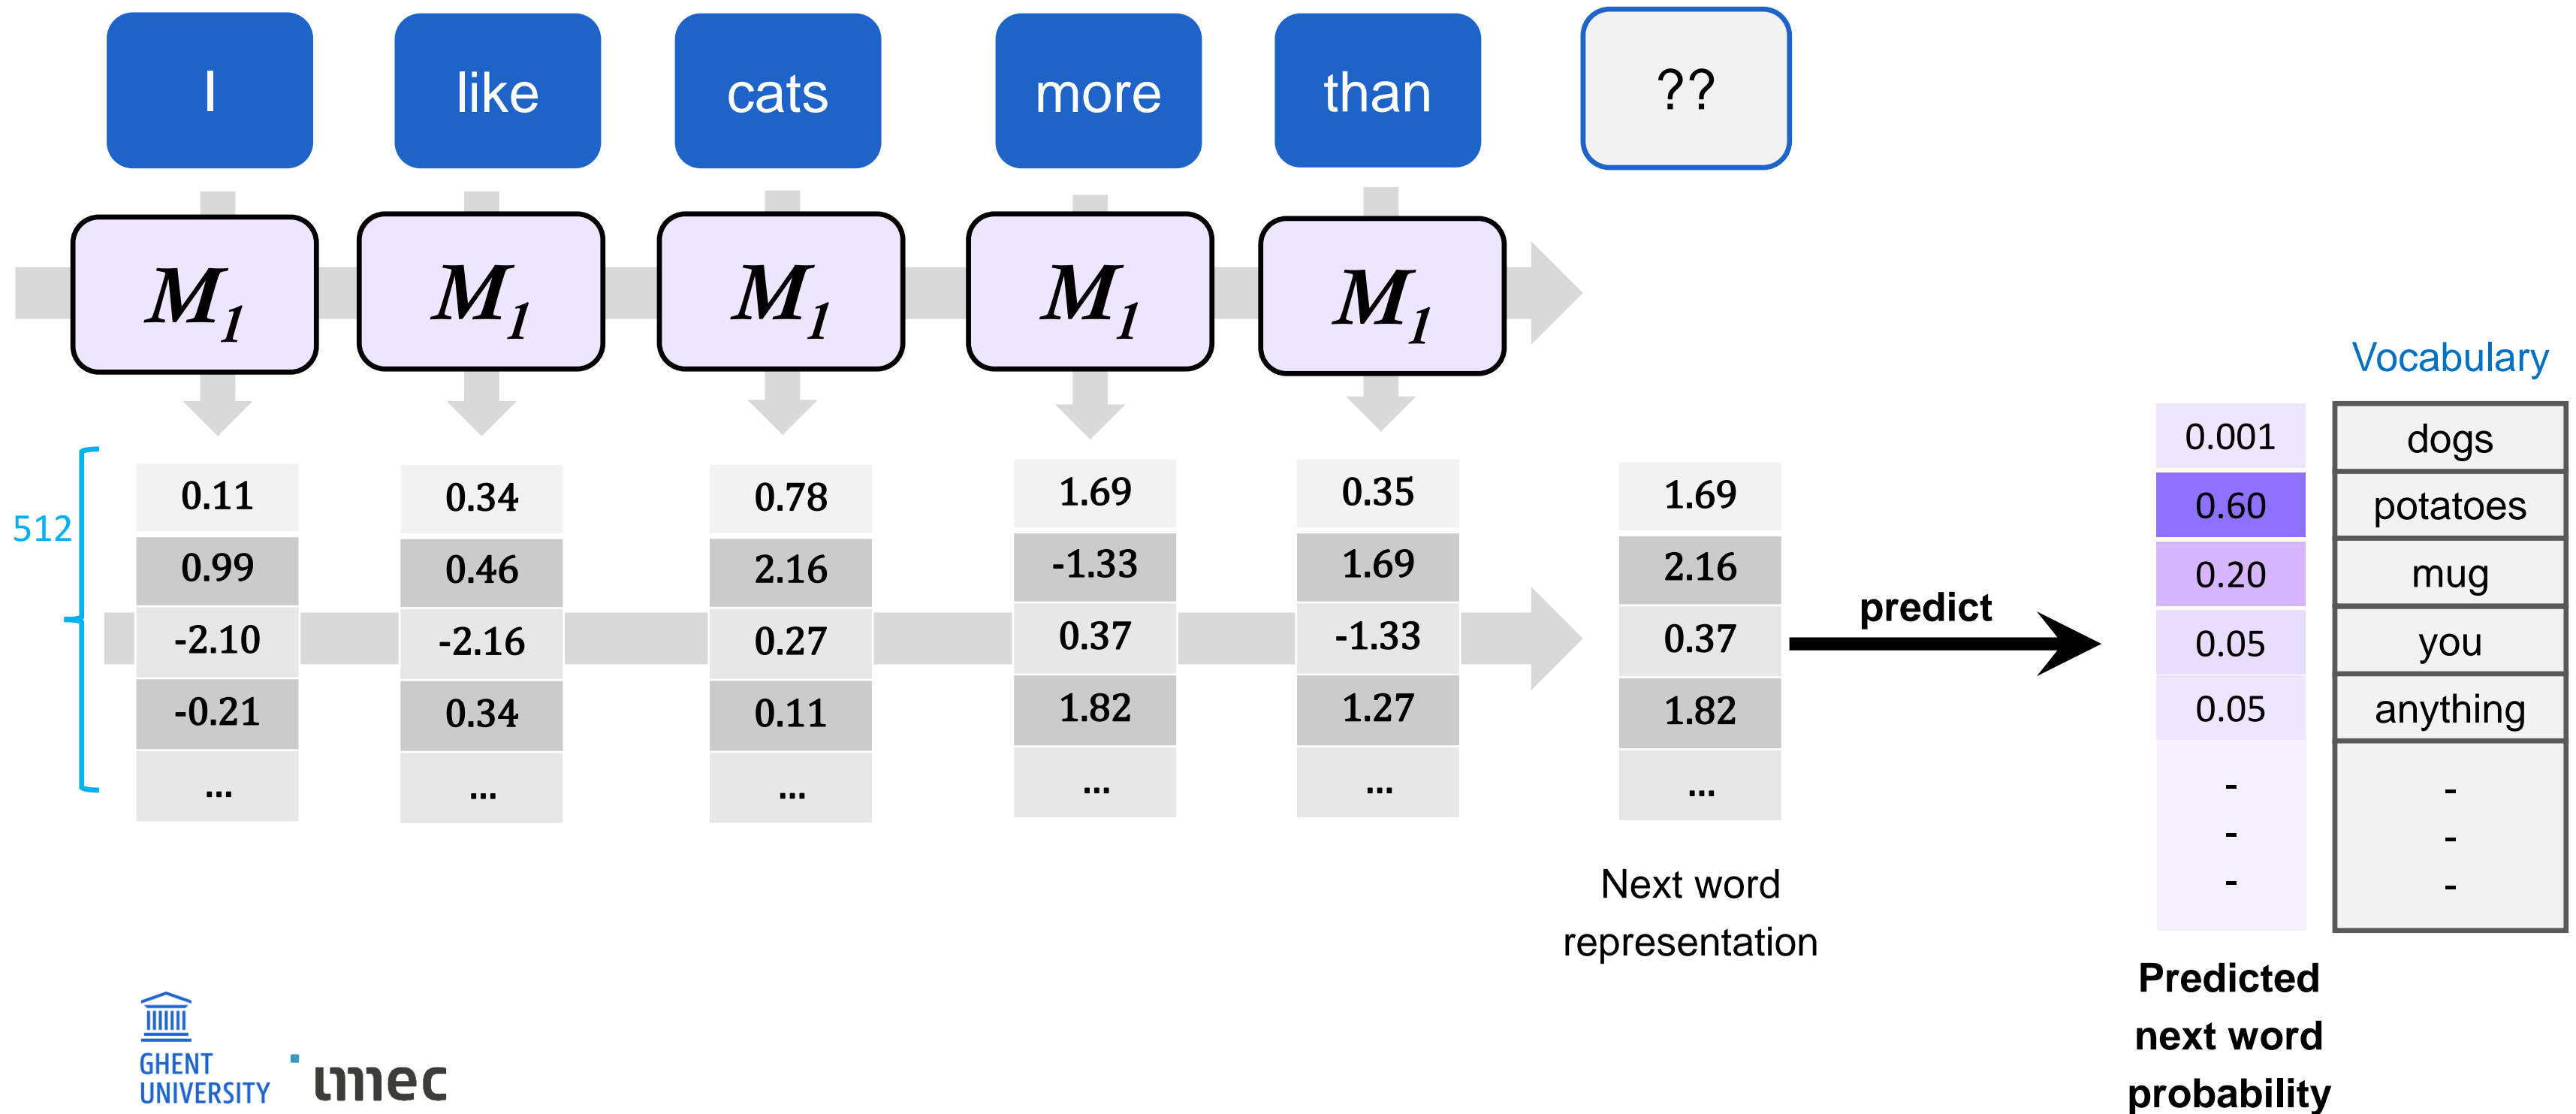 I like cats more than ??
M1 M1 M1 M1 M1
Vocabulary
512
0.11 0.34 0.78 1.69 0.35 1.69
0.99 0.46 2.16 -1.33 1.69 2.16
-2.10 -2.16 0.27 0.37 -1.33 0.37
-0.21 0.34 0.11 1.82 1.27 1.82
... ... ... ... ... ...
predict
0.001 dogs
0.60 potatoes
0.20 mug
0.05 you
0.05 anything
- -
- -
- -
Next word
representation
Predicted
next word
probability
GHENT
UNIVERSITY
imec